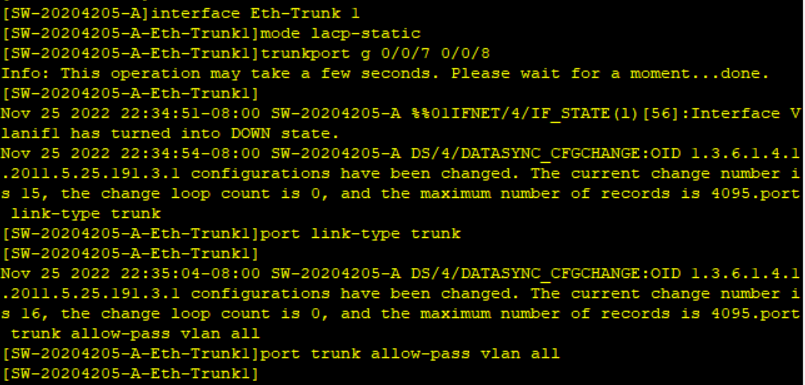 [SW-20204205-A]interface Eth-Trunk 1
[SW-20204205-A-Eth-Trunk1]mode lacp-static
[SW-20204205-A-Eth-Trunk1]trunkport g 0/0/7 0/0/8
Info: This operation may take a few seconds. Please wait for a moment...done.
[SW-20204205-A-Eth-Trunk1]
Nov 25 2022 22:34:51-08:00 SW-20204205-A %%01IFNET/4/IF_STATE(l)[56]:Interface V
lanif1 has turned into DOWN state.
Nov 25 2022 22:34:54-08:00 SW-20204205-A DS/4/DATASYNC_CFGCHANGE:OID 1.3.6.1.4.1
.2011.5.25.191.3.1 configurations have been changed. The current change number i
s 15, the change loop count is 0, and the maximum number of records is 4095.port
 link-type trunk
[SW-20204205-A-Eth-Trunk1]port link-type trunk
[SW-20204205-A-Eth-Trunk1]
Nov 25 2022 22:35:04-08:00 SW-20204205-A DS/4/DATASYNC_CFGCHANGE:OID 1.3.6.1.4.1
.2011.5.25.191.3.1 configurations have been changed. The current change number i
s 16, the change loop count is 0, and the maximum number of records is 4095.port
 trunk allow-pass vlan all
[SW-20204205-A-Eth-Trunk1]port trunk allow-pass vlan all
[SW-20204205-A-Eth-Trunk1]